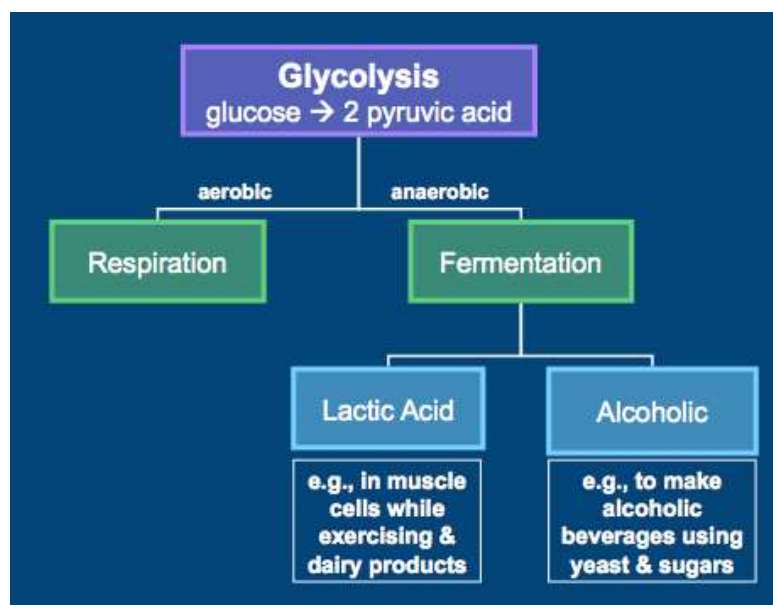 Glycolysis
glucose → 2 pyruvic acid
aerobic
anaerobic
Respiration
Fermentation
Lactic Acid
Alcoholic
e.g., in muscle
cells while
exercising &
dairy products
e.g., to make
alcoholic
beverages using
yeast & sugars